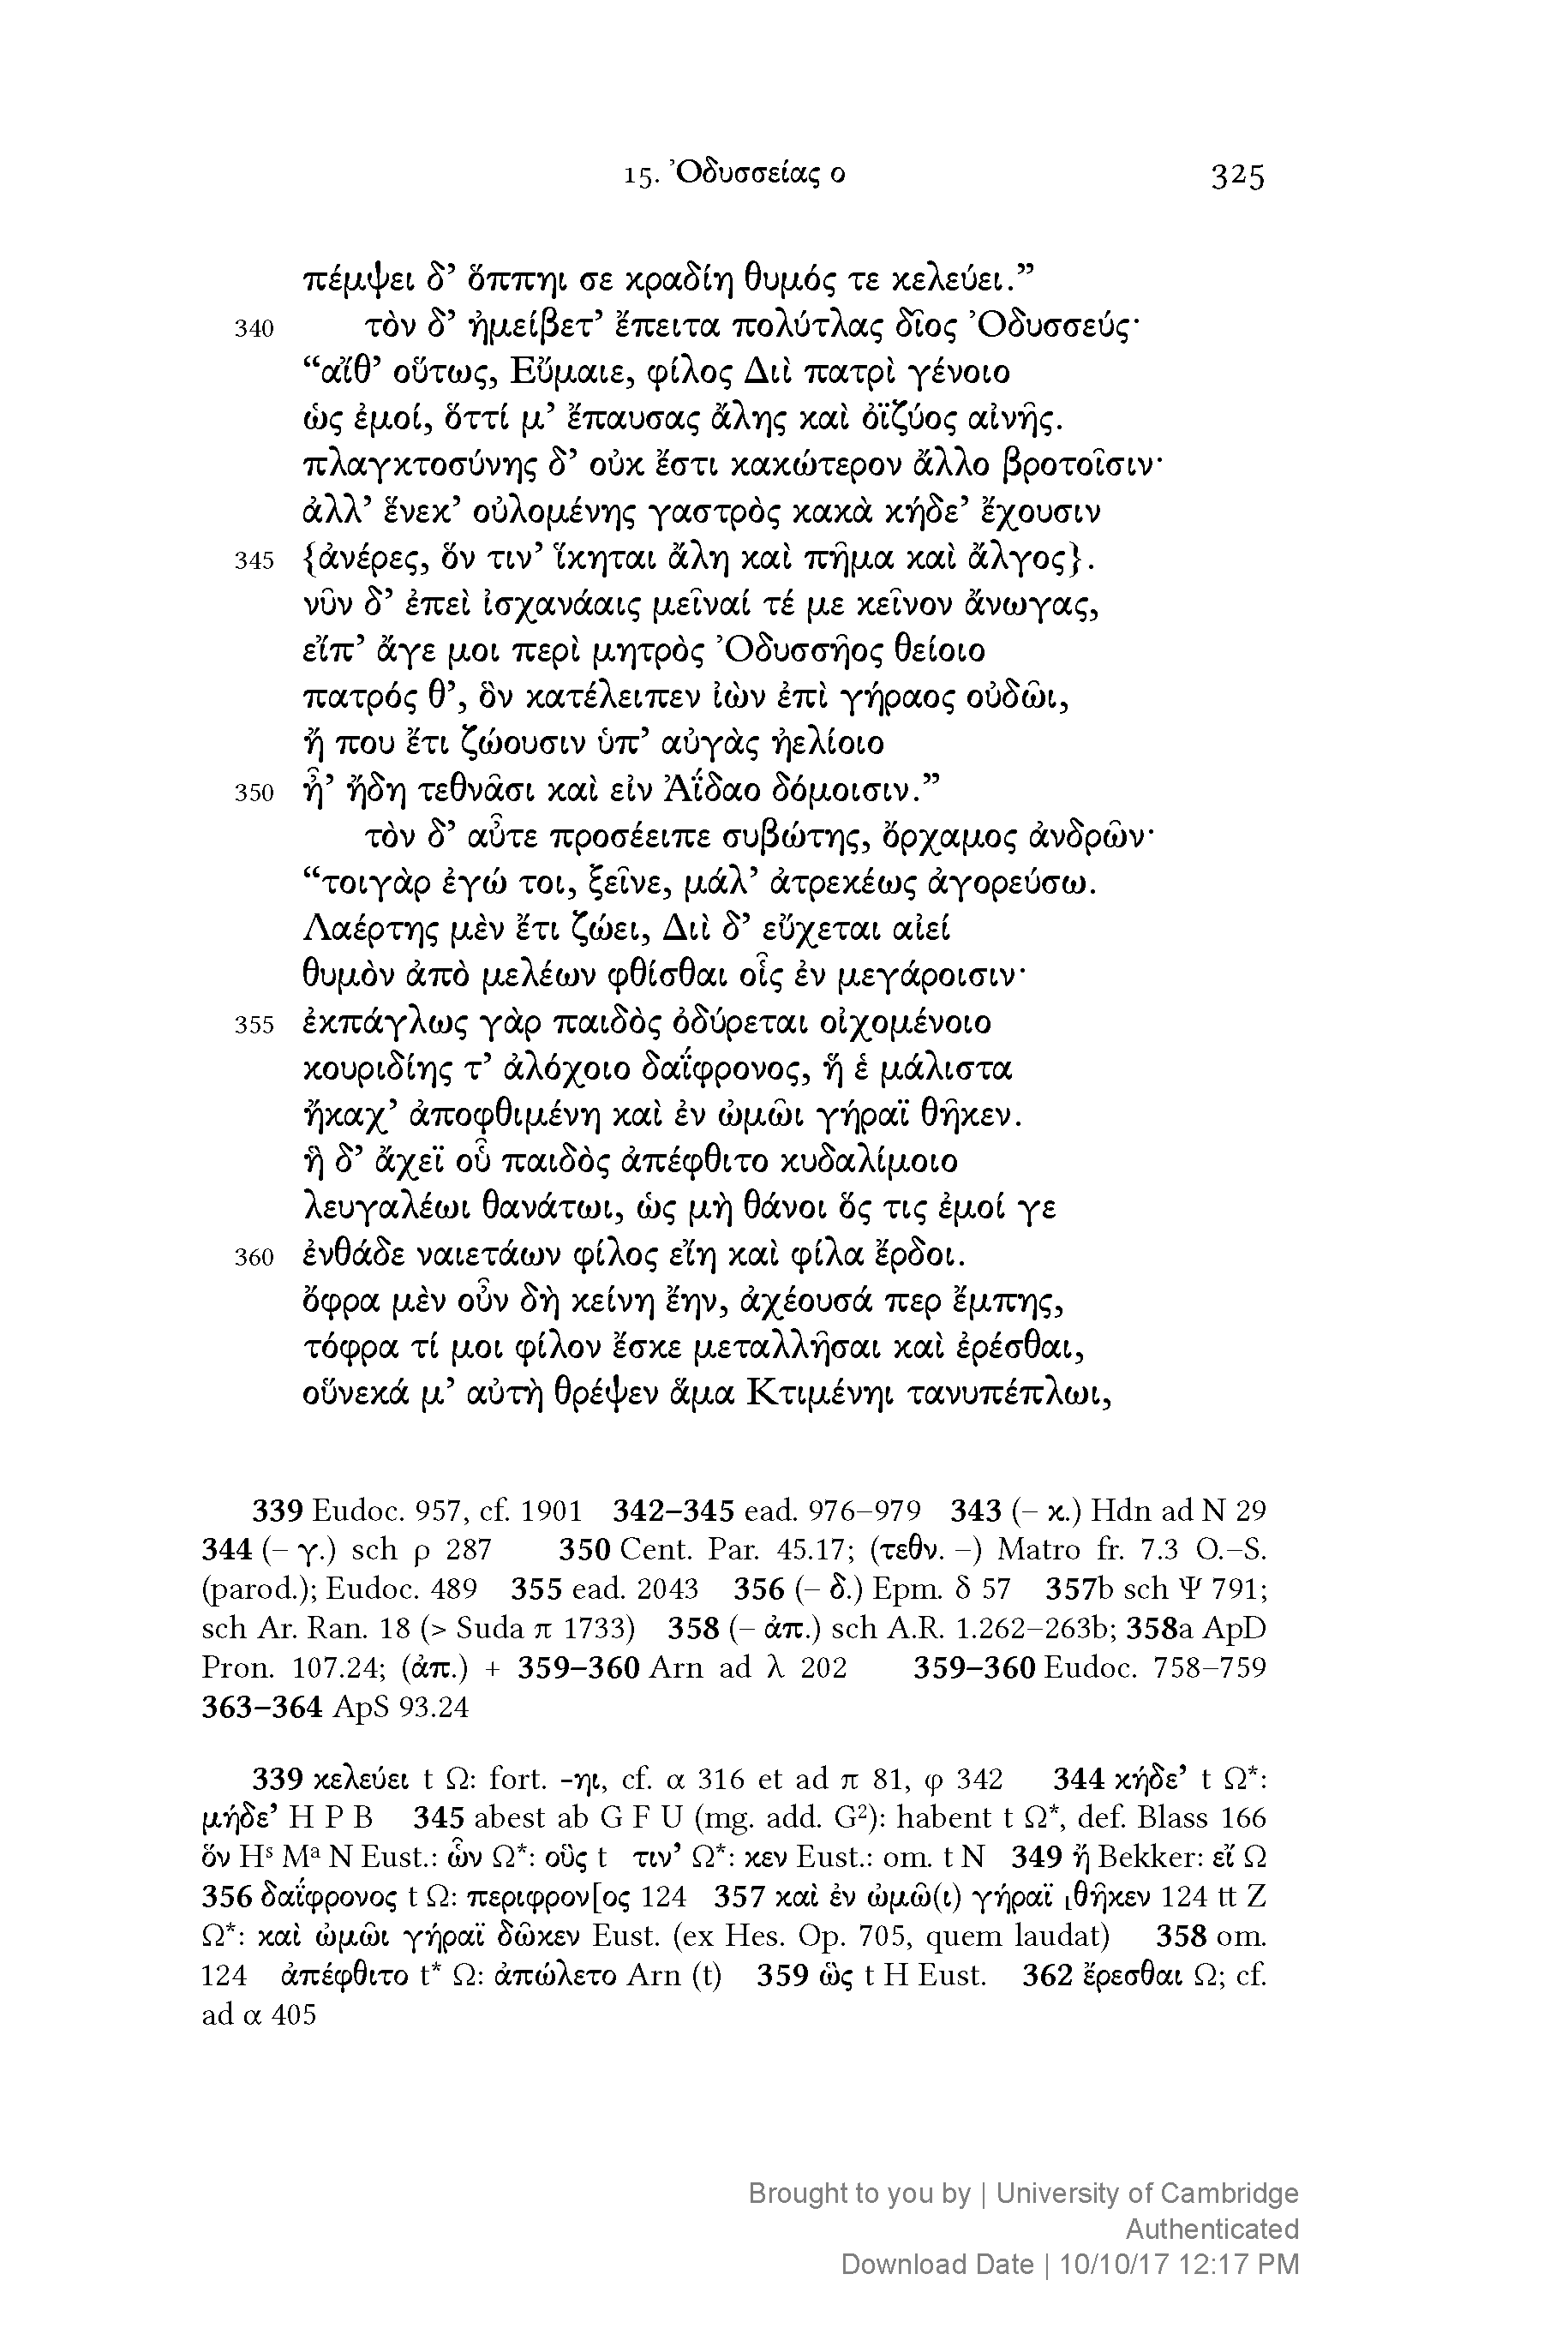 15. Ὀδυσσείας ο 325
πέμψει δ’ ὅππηι σε κραδίη θυμός τε κελεύει.”
340 τὸν δ’ ἠμείβετ’ ἔπειτα πολύτλας δῖος Ὀδυσσεύς·
“αἴθ’ οὕτως, Εὔμαιε, φίλος Διὶ πατρὶ γένοιο
ὡς ἐμοί, ὅττί μ’ ἔπαυσας ἄλης καὶ ὀϊζύος αἰνῆς.
πλαγκτοσύνης δ’ οὐκ ἔστι κακώτερον ἄλλο βροτοῖσιν·
ἀλλ’ ἕνεκ’ οὐλομένης γαστρὸς κακὰ κήδε’ ἔχουσιν
345 {ἀνέρες, ὅν τιν’ ἵκηται ἄλη καὶ πῆμα καὶ ἄλγος}.
νῦν δ’ ἐπεὶ ἰσχανάαις μεῖναί τέ με κεῖνον ἄνωγας,
εἴπ’ ἄγε μοι περὶ μητρὸς Ὀδυσσῆος θείοιο
πατρός θ’, ὃν κατέλειπεν ἰὼν ἐπὶ γήραος οὐδῶι,
ἤ που ἔτι ζώουσιν ὑπ’ αὐγὰς ἠελίοιο
350 ἦ’ ἤδη τεθνᾶσι καὶ εἰν Ἀΐδαο δόμοισιν.”
τὸν δ’ αὖτε προσέειπε συβώτης, ὄρχαμος ἀνδρῶν·
“τοιγὰρ ἐγώ τοι, ξεῖνε, μάλ’ ἀτρεκέως ἀγορεύσω.
Λαέρτης μὲν ἔτι ζώει, Διὶ δ’ εὔχεται αἰεί
θυμὸν ἀπὸ μελέων φθίσθαι οἷς ἐν μεγάροισιν·
355 ἐκπάγλως γὰρ παιδὸς ὀδύρεται οἰχομένοιο
κουριδίης τ’ ἀλόχοιο δαΐφρονος, ἥ ἑ μάλιστα
ἤκαχ’ ἀποφθιμένη καὶ ἐν ὠμῶι γήραϊ θῆκεν.
ἣ δ’ ἄχεϊ οὗ παιδὸς ἀπέφθιτο κυδαλίμοιο
λευγαλέωι θανάτωι, ὡς μὴ θάνοι ὅς τις ἐμοί γε
360 ἐνθάδε ναιετάων φίλος εἴη καὶ φίλα ἔρδοι.
ὄφρα μὲν οὖν δὴ κείνη ἔην, ἀχέουσά περ ἔμπης,
τόφρα τί μοι φίλον ἔσκε μεταλλῆσαι καὶ ἐρέσθαι,
οὕνεκά μ’ αὐτὴ θρέψεν ἅμα Κτιμένηι τανυπέπλωι,
339 Eudoc. 957, cf. 1901 342–345 ead. 976–979 343 (– κ.) Hdn ad N 29
344 (– γ.) sch ρ 287 350 Cent. Par. 45.17; (τεθν. –) Matro fr. 7.3 O.–S.
(parod.); Eudoc. 489 355 ead. 2043 356 (– δ.) Epm. δ 57 357b sch Ψ 791;
sch Ar. Ran. 18 (> Suda π 1733) 358 (– ἀπ.) sch A.R. 1.262–263b; 358a ApD
Pron. 107.24; (ἀπ.) + 359–360 Arn ad λ 202 359–360 Eudoc. 758–759
363–364 ApS 93.24
339 κελεύει t Ω: fort. -ηι, cf. α 316 et ad π 81, φ 342 344 κήδε’ t Ω*:
μήδε’ H P B 345 abest ab G F U (mg. add. G²): habent t Ω*, def. Blass 166
ὅν Hˢ Mᵃ N Eust.: ὧν Ω*: οὓς t τιν’ Ω*: κεν Eust.: om. t N 349 ἤ Bekker: εἴ Ω
356 δαΐφρονος t Ω: περιφρον[ος 124 357 καὶ ἐν ὠμῶ(ι) γήραϊ ⌊θῆκεν 124 tt Z
Ω*: καὶ ὠμῶι γήραϊ δῶκεν Eust. (ex Hes. Op. 705, quem laudat) 358 om.
124 ἀπέφθιτο t* Ω: ἀπώλετο Arn (t) 359 ὣς t H Eust. 362 ἔρεσθαι Ω; cf.
ad α 405
Brought to you by | University of Cambridge
Authenticated
Download Date | 10/10/17 12:17 PM